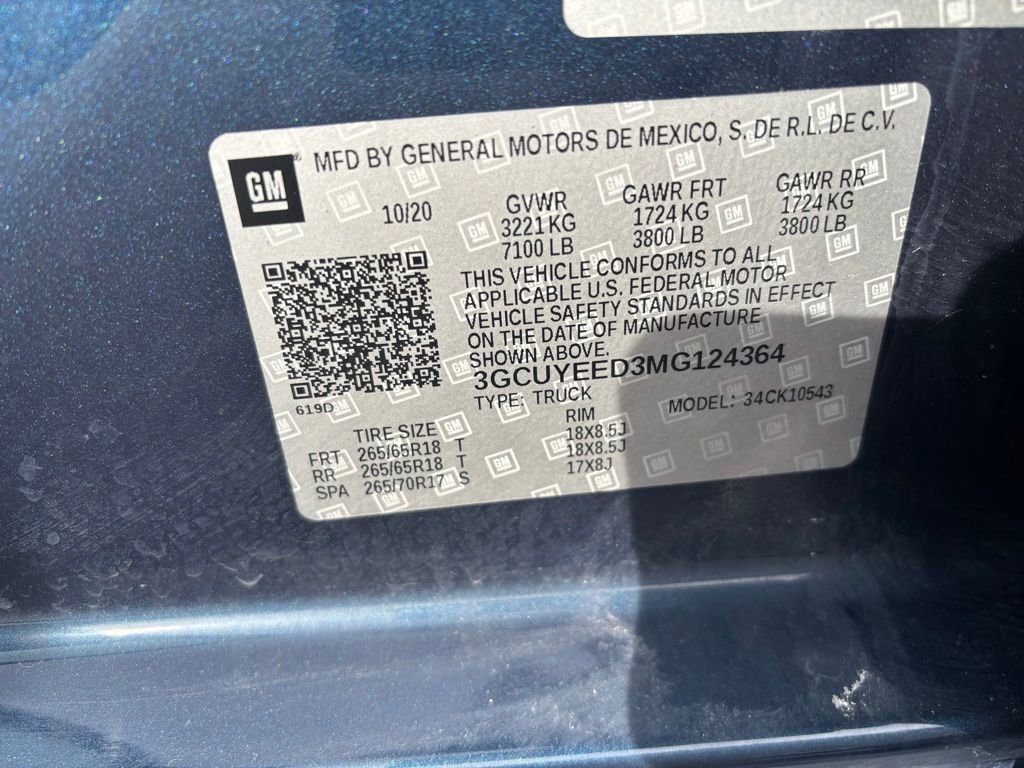 GM
MFD BY GENERAL MOTORS DE MEXICO, S. DE R.L. DE C.V.
10/20
GVWR GAWR FRT GAWR RR
3221 KG 1724 KG 1724 KG
7100 LB 3800 LB 3800 LB
THIS VEHICLE CONFORMS TO ALL
APPLICABLE U.S. FEDERAL MOTOR
VEHICLE SAFETY STANDARDS IN EFFECT
ON THE DATE OF MANUFACTURE
SHOWN ABOVE.
3GCUYEED3MG124364
TYPE: TRUCK MODEL: 34CK10543
619D
TIRE SIZE RIM
FRT 265/65R18 T 18X8.5J
RR 265/65R18 T 18X8.5J
SPA 265/70R17 S 17X8J